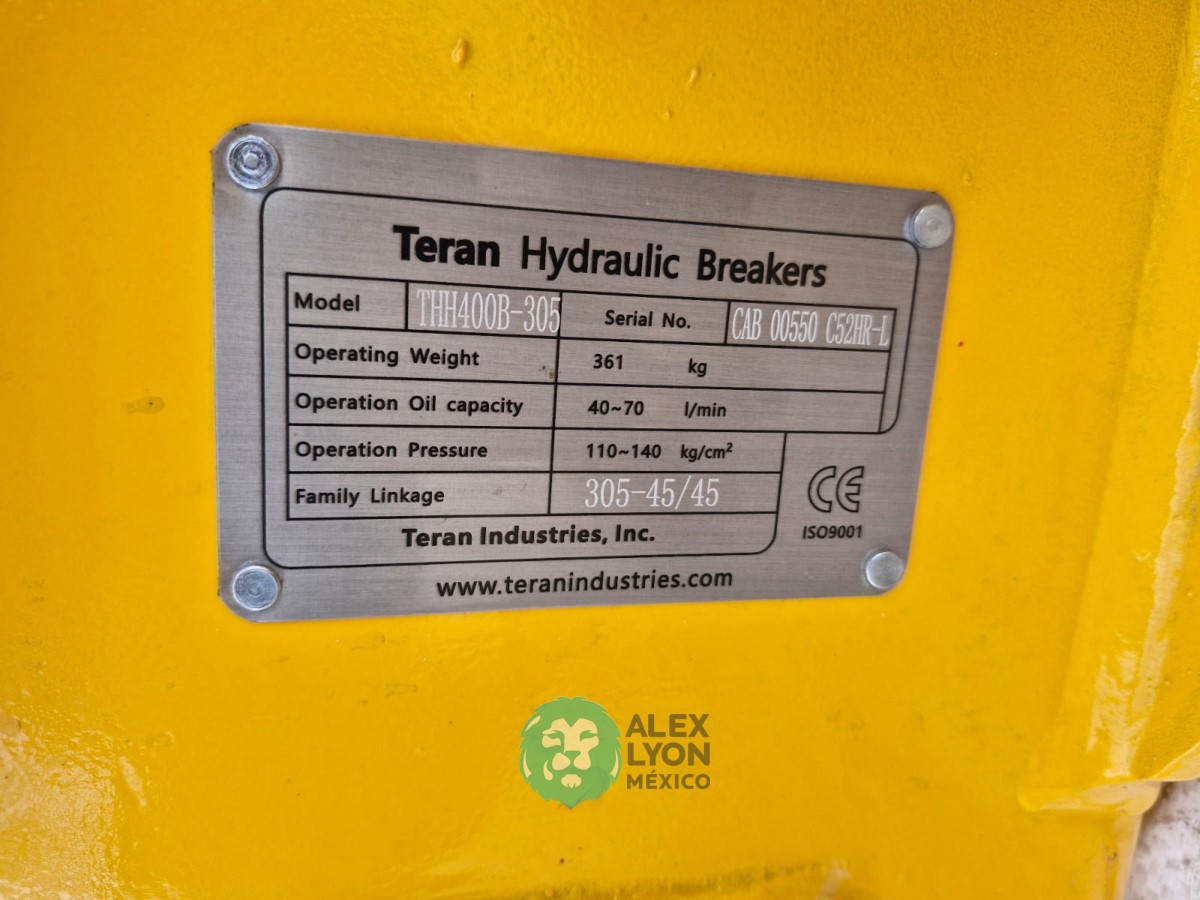 Teran Hydraulic Breakers
Model THH400B-305 Serial No. CAB 00550 C52HR-L
Operating Weight 361 kg
Operation Oil capacity 40~70 l/min
Operation Pressure 110~140 kg/cm²
Family Linkage 305-45/45
CE
ISO9001
Teran Industries, Inc.
www.teranindustries.com
ALEX
LYON
MÉXICO